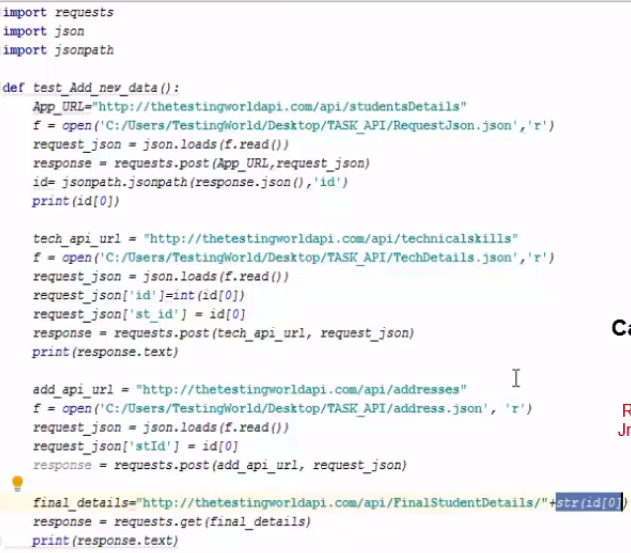 import requests
import json
import jsonpath
def test_Add_new_data():
App_URL="http://thetestingworldapi.com/api/studentsDetails"
f = open('C:/Users/TestingWorld/Desktop/TASK_API/RequestJson.json','r')
request_json = json.loads(f.read())
response = requests.post(App_URL,request_json)
id= jsonpath.jsonpath(response.json(),'id')
print(id[0])
tech_api_url = "http://thetestingworldapi.com/api/technicalskills"
f = open('C:/Users/TestingWorld/Desktop/TASK_API/TechDetails.json','r')
request_json = json.loads(f.read())
request_json['id']=int(id[0])
request_json['st_id'] = id[0]
response = requests.post(tech_api_url, request_json)
print(response.text)
add_api_url = "http://thetestingworldapi.com/api/addresses"
f = open('C:/Users/TestingWorld/Desktop/TASK_API/address.json', 'r')
request_json = json.loads(f.read())
request_json['stId'] = id[0]
response = requests.post(add_api_url, request_json)
final_details="http://thetestingworldapi.com/api/FinalStudentDetails/"+str(id[0])
response = requests.get(final_details)
print(response.text)
Ca
R